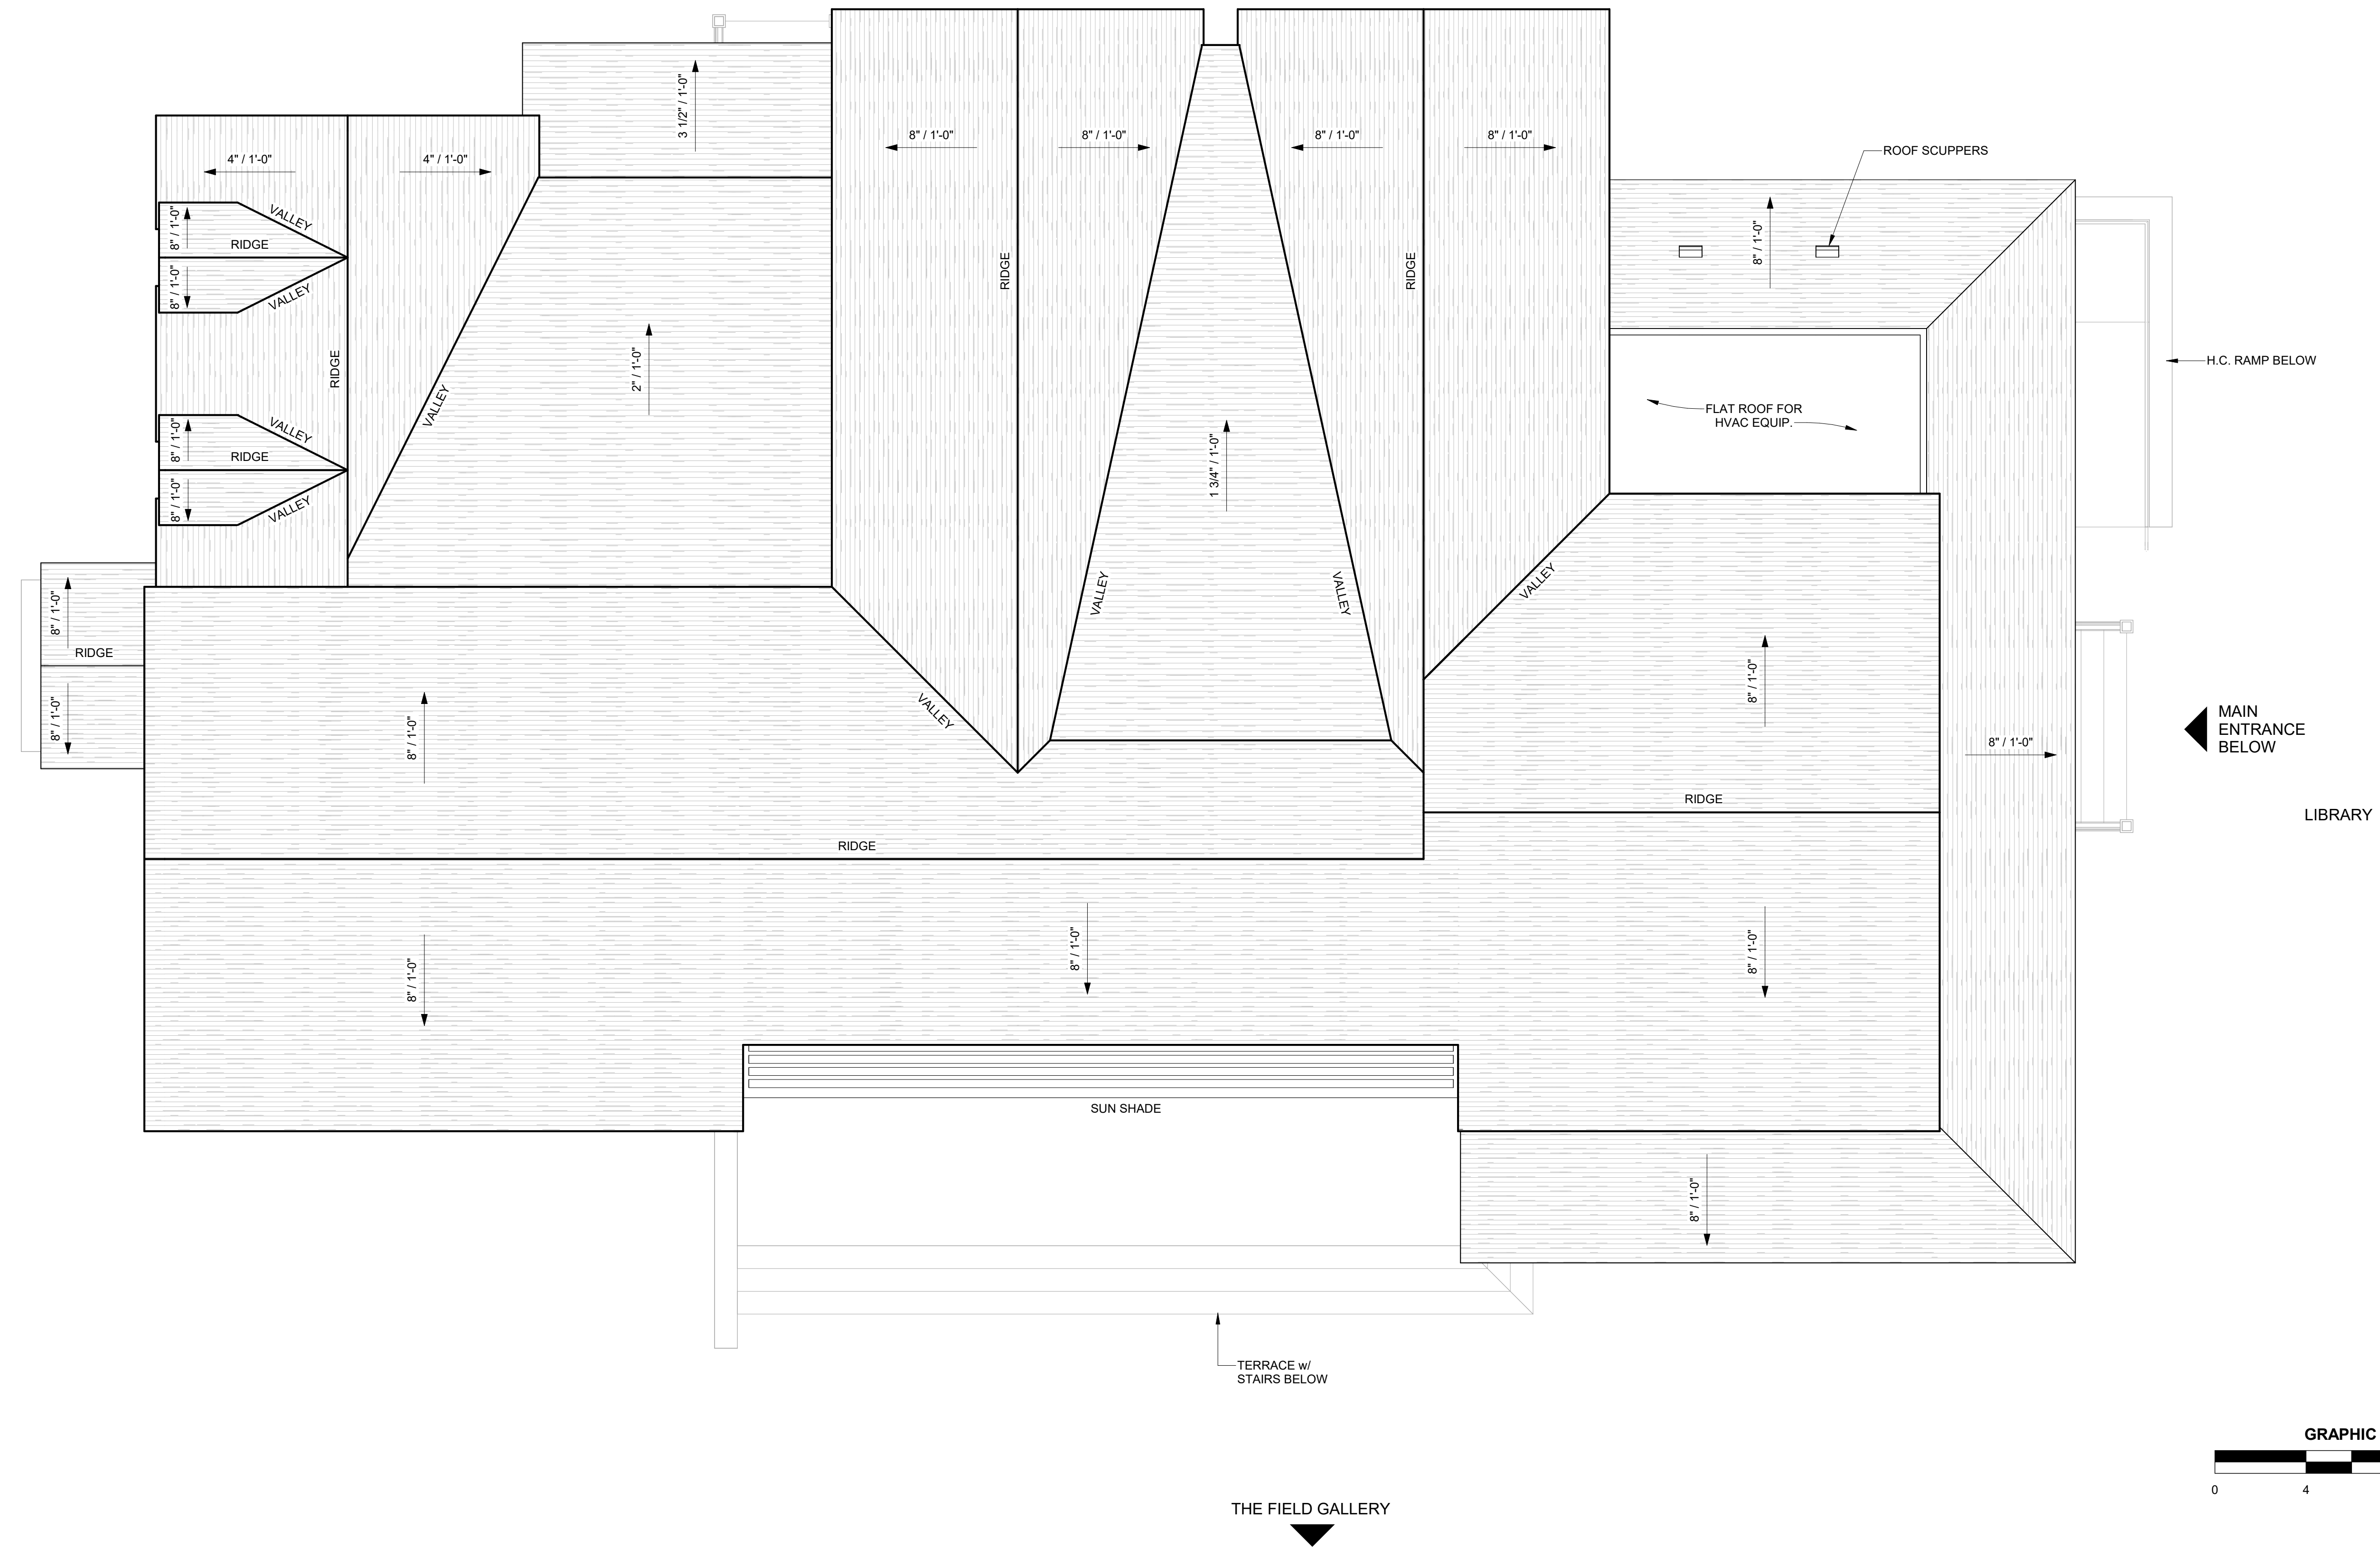 3 1/2" / 1'-0"
8" / 1'-0"
8" / 1'-0"
8" / 1'-0"
8" / 1'-0"
ROOF SCUPPERS
4" / 1'-0"
4" / 1'-0"
VALLEY
8" / 1'-0"
RIDGE
8" / 1'-0"
VALLEY
8" / 1'-0"
RIDGE
RIDGE
RIDGE
2" / 1'-0"
H.C. RAMP BELOW
VALLEY
FLAT ROOF FOR
HVAC EQUIP.
VALLEY
8" / 1'-0"
RIDGE
8" / 1'-0"
VALLEY
1 3/4" / 1'-0"
8" / 1'-0"
RIDGE
8" / 1'-0"
VALLEY
VALLEY
VALLEY
VALLEY
8" / 1'-0"
8" / 1'-0"
8" / 1'-0"
MAIN
ENTRANCE
BELOW
RIDGE
LIBRARY
RIDGE
8" / 1'-0"
8" / 1'-0"
8" / 1'-0"
SUN SHADE
8" / 1'-0"
TERRACE w/
STAIRS BELOW
GRAPHIC
0 4
THE FIELD GALLERY